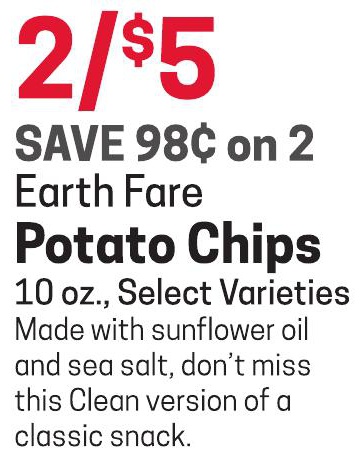 2/$5
SAVE 98¢ on 2
Earth Fare
Potato Chips
10 oz., Select Varieties
Made with sunflower oil
and sea salt, don’t miss
this Clean version of a
classic snack.